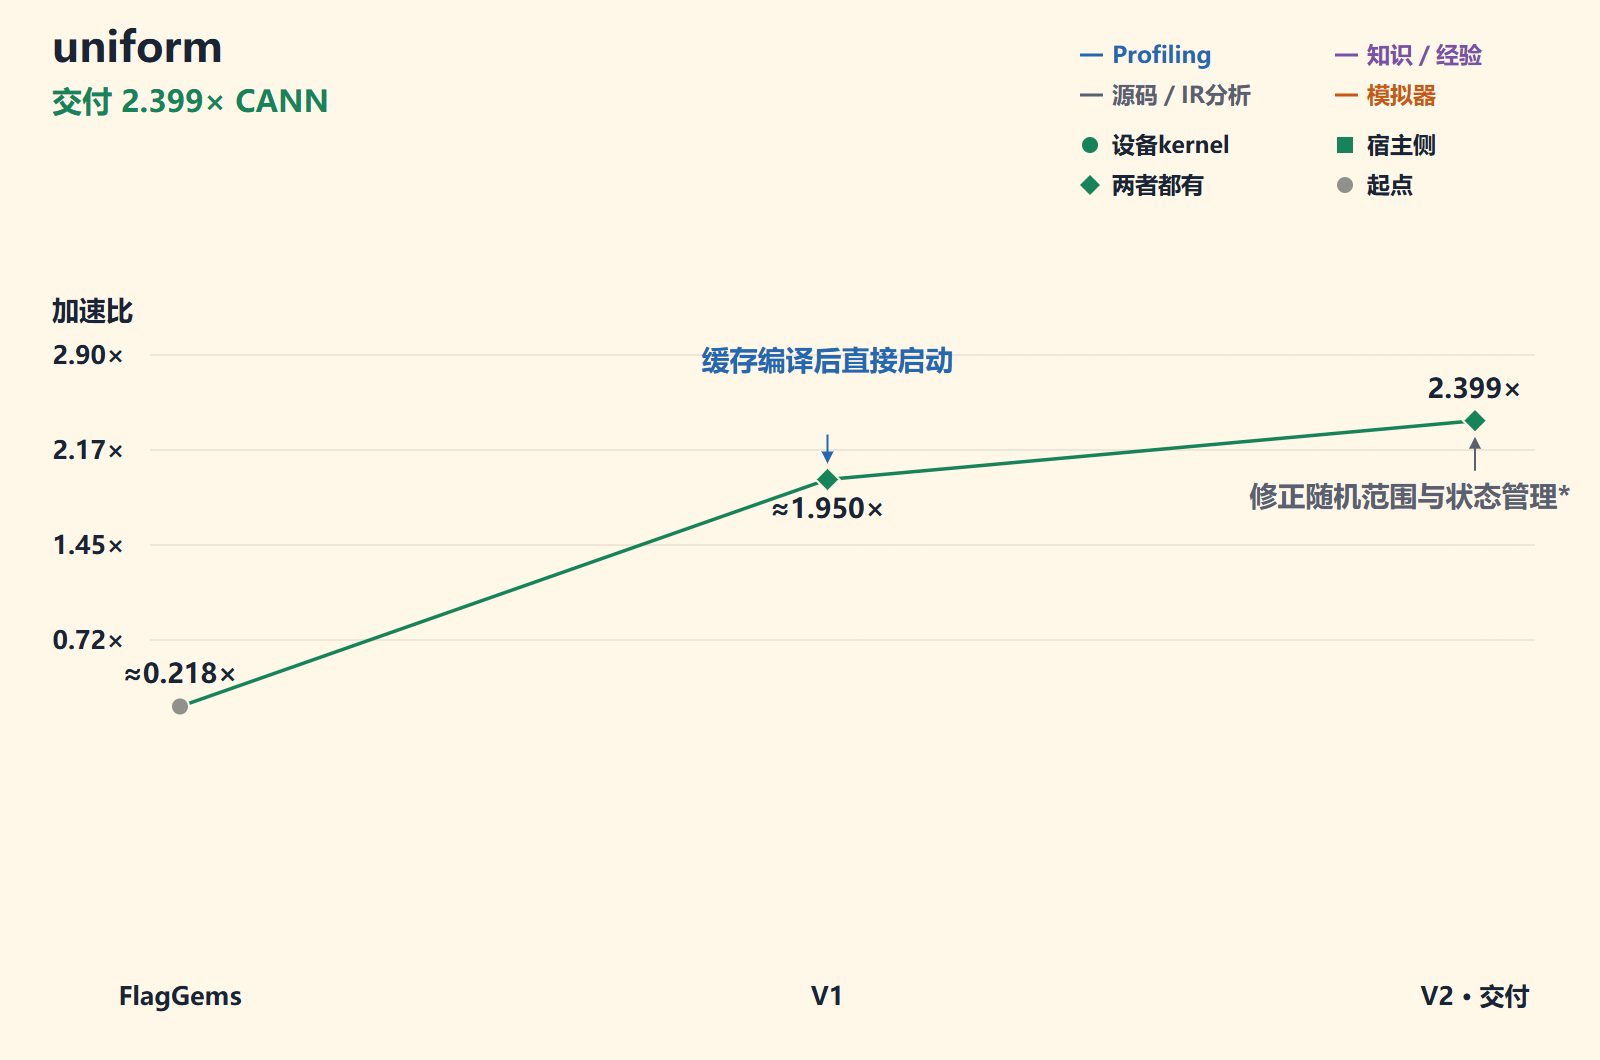 uniform
交付 2.399× CANN
Profiling
知识 / 经验
源码 / IR分析
模拟器
设备kernel
宿主侧
两者都有
起点
加速比
2.90×
缓存编译后直接启动
2.399×
2.17×
修正随机范围与状态管理*
≈1.950×
1.45×
0.72×
≈0.218×
FlagGems
V1
V2 · 交付